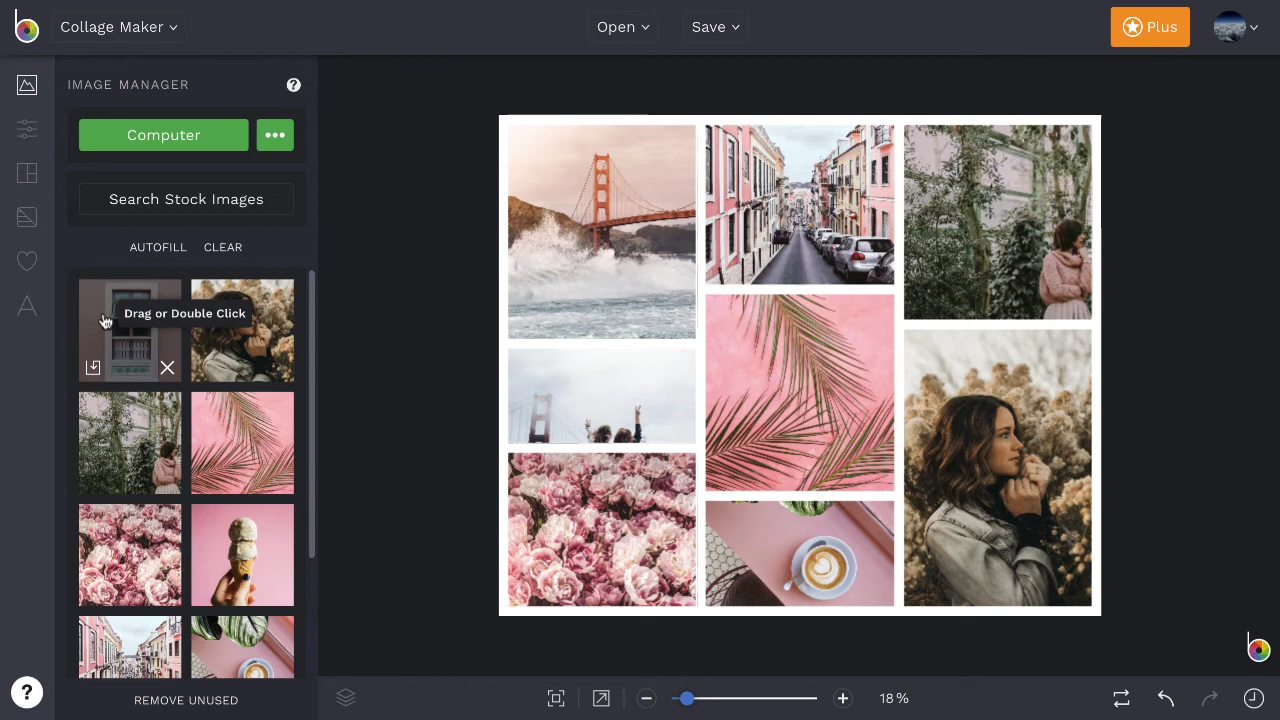 Collage Maker
Open
Save
Plus
IMAGE MANAGER
?
Computer
Search Stock Images
AUTOFILL CLEAR
Drag or Double Click
REMOVE UNUSED
?
18%